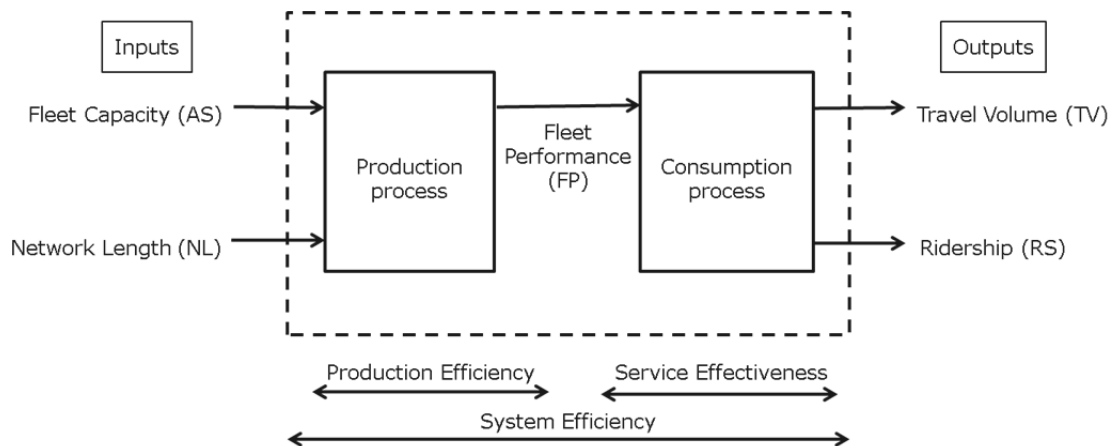 Inputs
Outputs
Fleet Capacity (AS)
Travel Volume (TV)
Fleet
Performance
(FP)
Production
process
Consumption
process
Network Length (NL)
Ridership (RS)
Production Efficiency
Service Effectiveness
System Efficiency